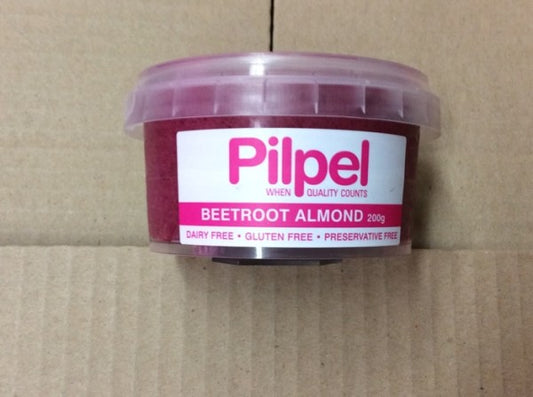 Pilpel
WHEN QUALITY COUNTS
BEETROOT ALMOND 200g
DAIRY FREE • GLUTEN FREE • PRESERVATIVE FREE